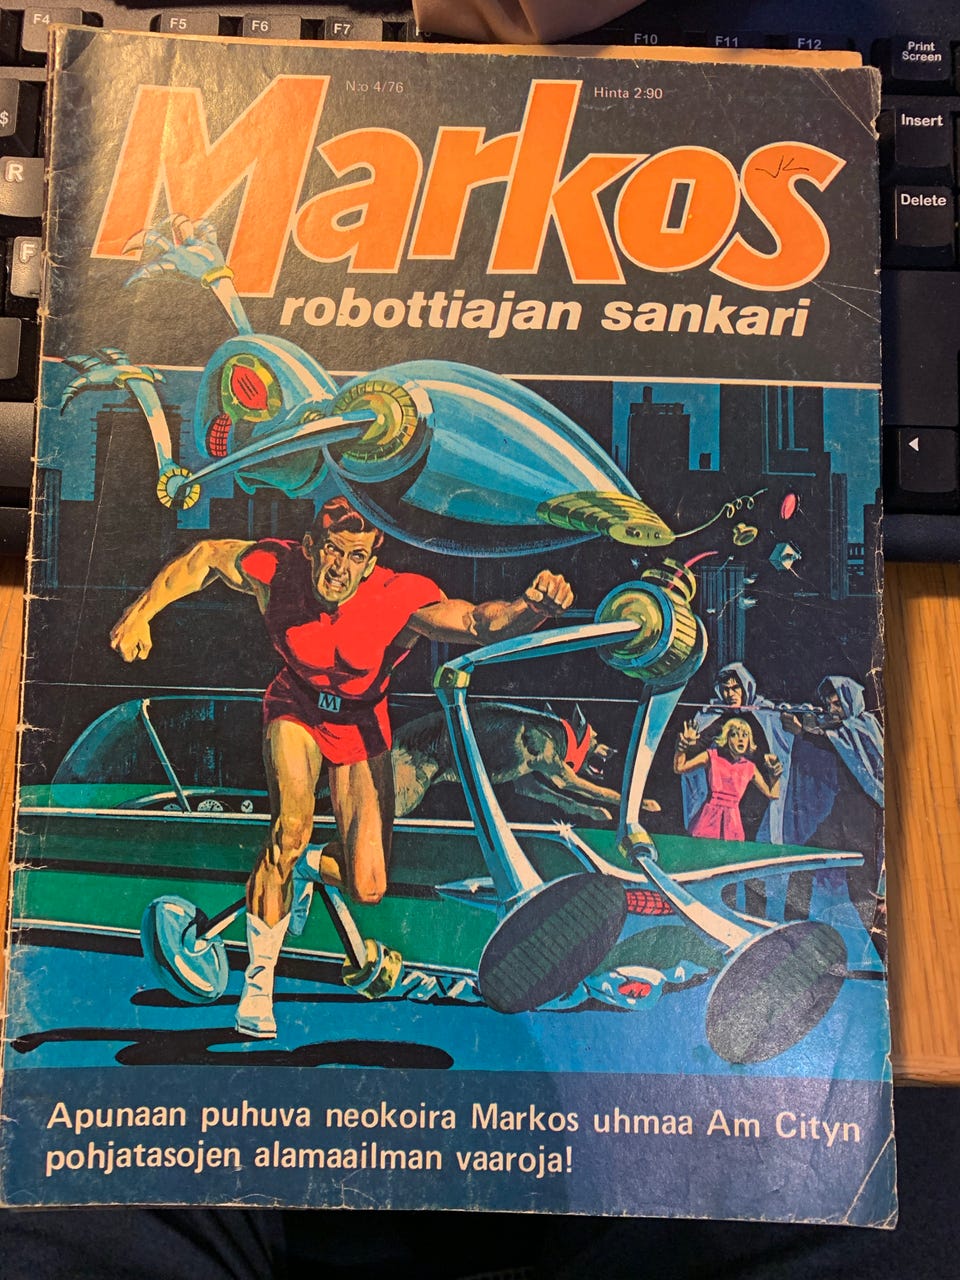 F4 F5 F6 F7 F10 F11 F12
Print
Screen
Insert
Delete
$
R
F
N:o 4/76 Hinta 2:90
Markos
robottiajan sankari
M
Apunaan puhuva neokoira Markos uhmaa Am Cityn
pohjatasojen alamaailman vaaroja!